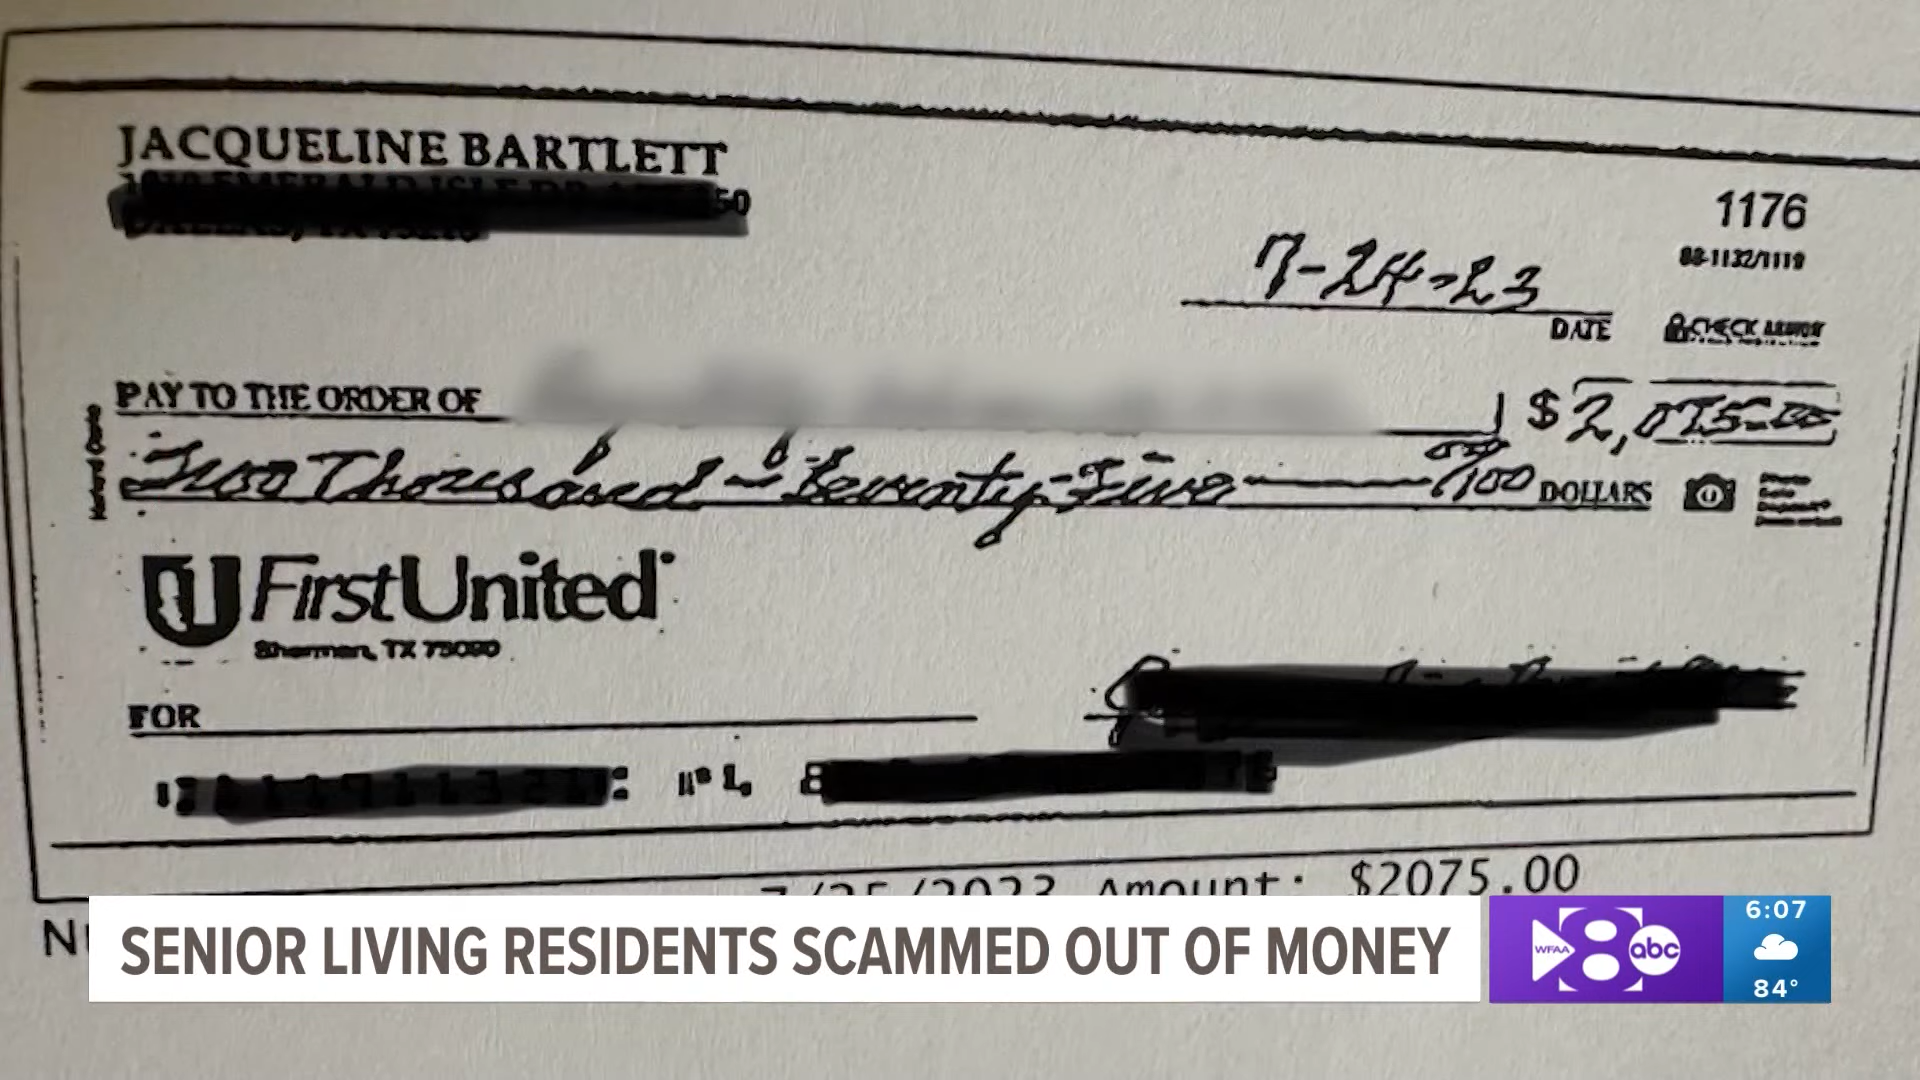 JACQUELINE BARTLETT
1176
88-1132/1119
7-24-23
DATE
CHECK ARMOR
PAY TO THE ORDER OF
$ 2,075.00
Two Thousand - Seventy-Five 00/100 DOLLARS
FirstUnited
Sherman, TX 75090
FOR
7/25/2023 Amount: $2075.00
SENIOR LIVING RESIDENTS SCAMMED OUT OF MONEY
WFAA 8 abc
6:07
84°